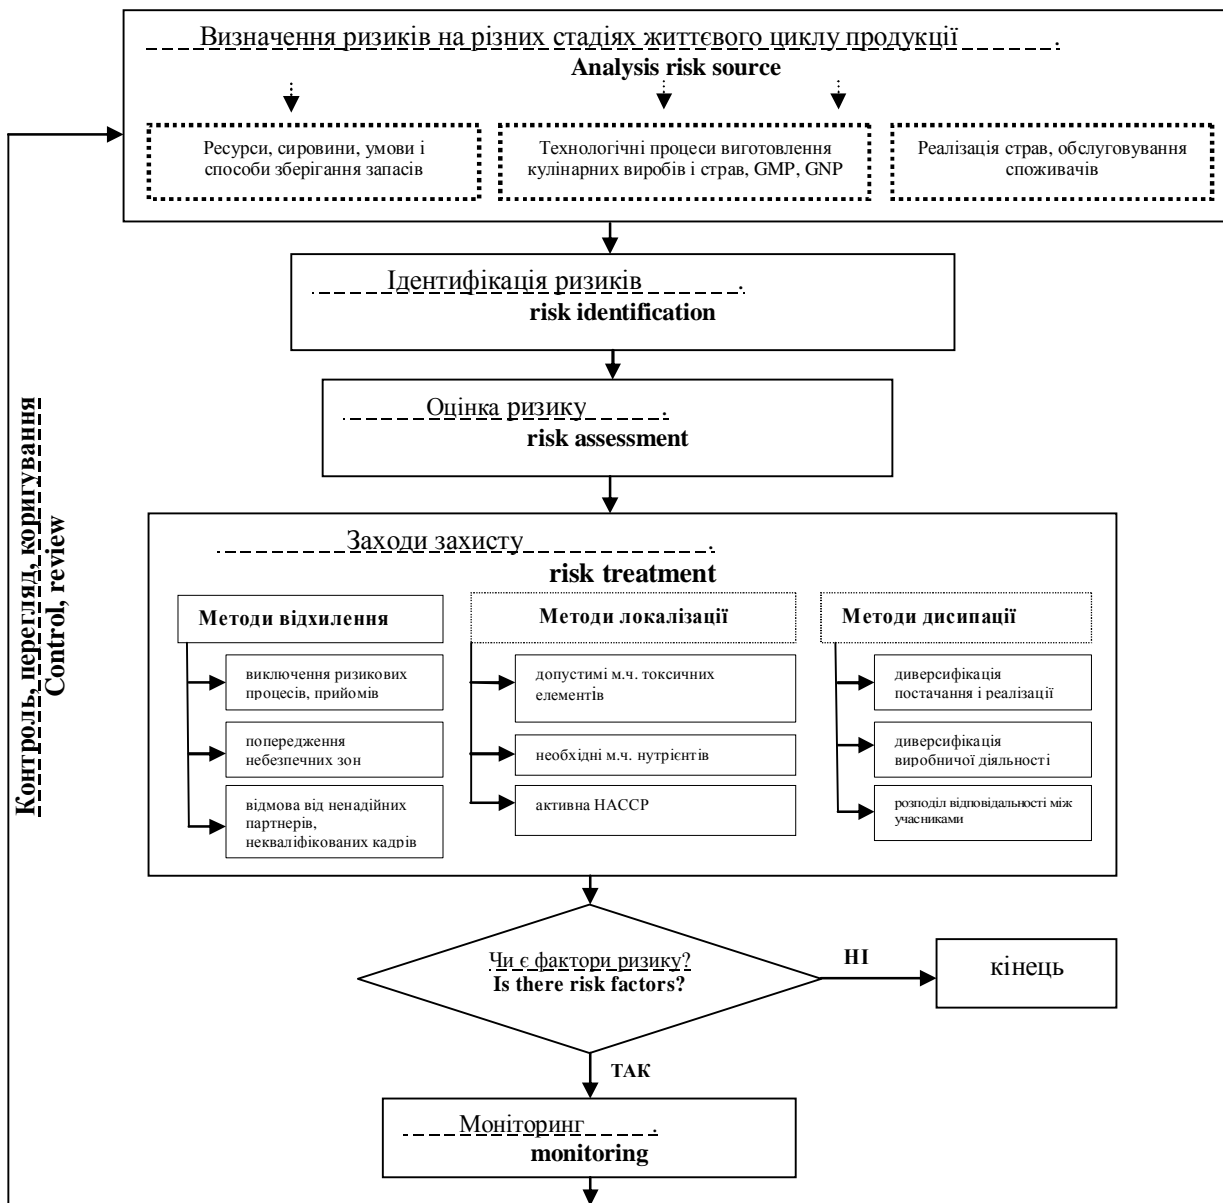 Визначення ризиків на різних стадіях життєвого циклу продукції .
Analysis risk source
Ресурси, сировини, умови і
способи зберігання запасів
Технологічні процеси виготовлення
кулінарних виробів і страв, GMP, GNP
Реалізація страв, обслуговування
споживачів
Ідентифікація ризиків .
risk identification
Оцінка ризику .
risk assessment
Заходи захисту .
risk treatment
Методи відхилення
виключення ризикових
процесів, прийомів
попередження
небезпечних зон
відмова від ненадійних
партнерів,
некваліфікованих кадрів
Методи локалізації
допустимі м.ч. токсичних
елементів
необхідні м.ч. нутрієнтів
активна НАССР
Методи дисипації
диверсифікація
постачання і реалізації
диверсифікація
виробничої діяльності
розподіл відповідальності між
учасниками
Чи є фактори ризику?
Is there risk factors?
НІ
кінець
ТАК
Моніторинг .
monitoring
Контроль, перегляд, коригування
Control, review